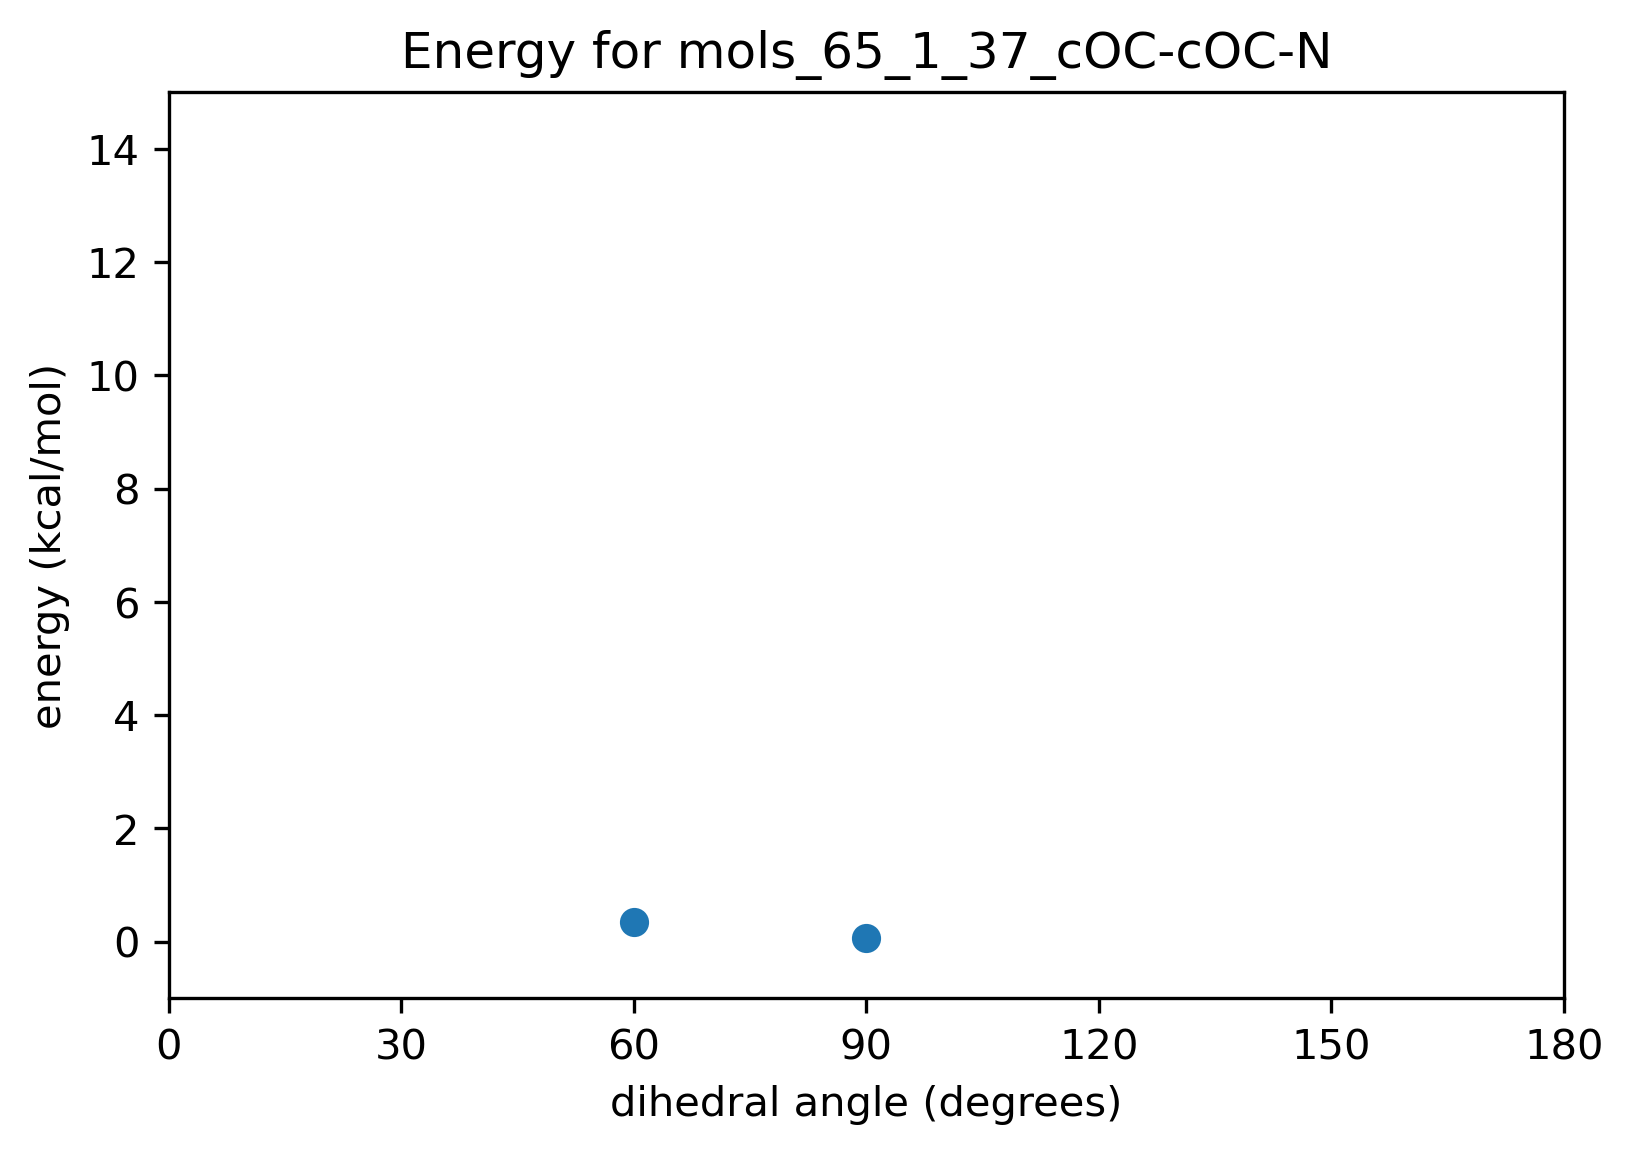 Energy for mols_65_1_37_cOC-cOC-N
14
12
10
8
6
4
2
0
energy (kcal/mol)
0 30 60 90 120 150 180
dihedral angle (degrees)